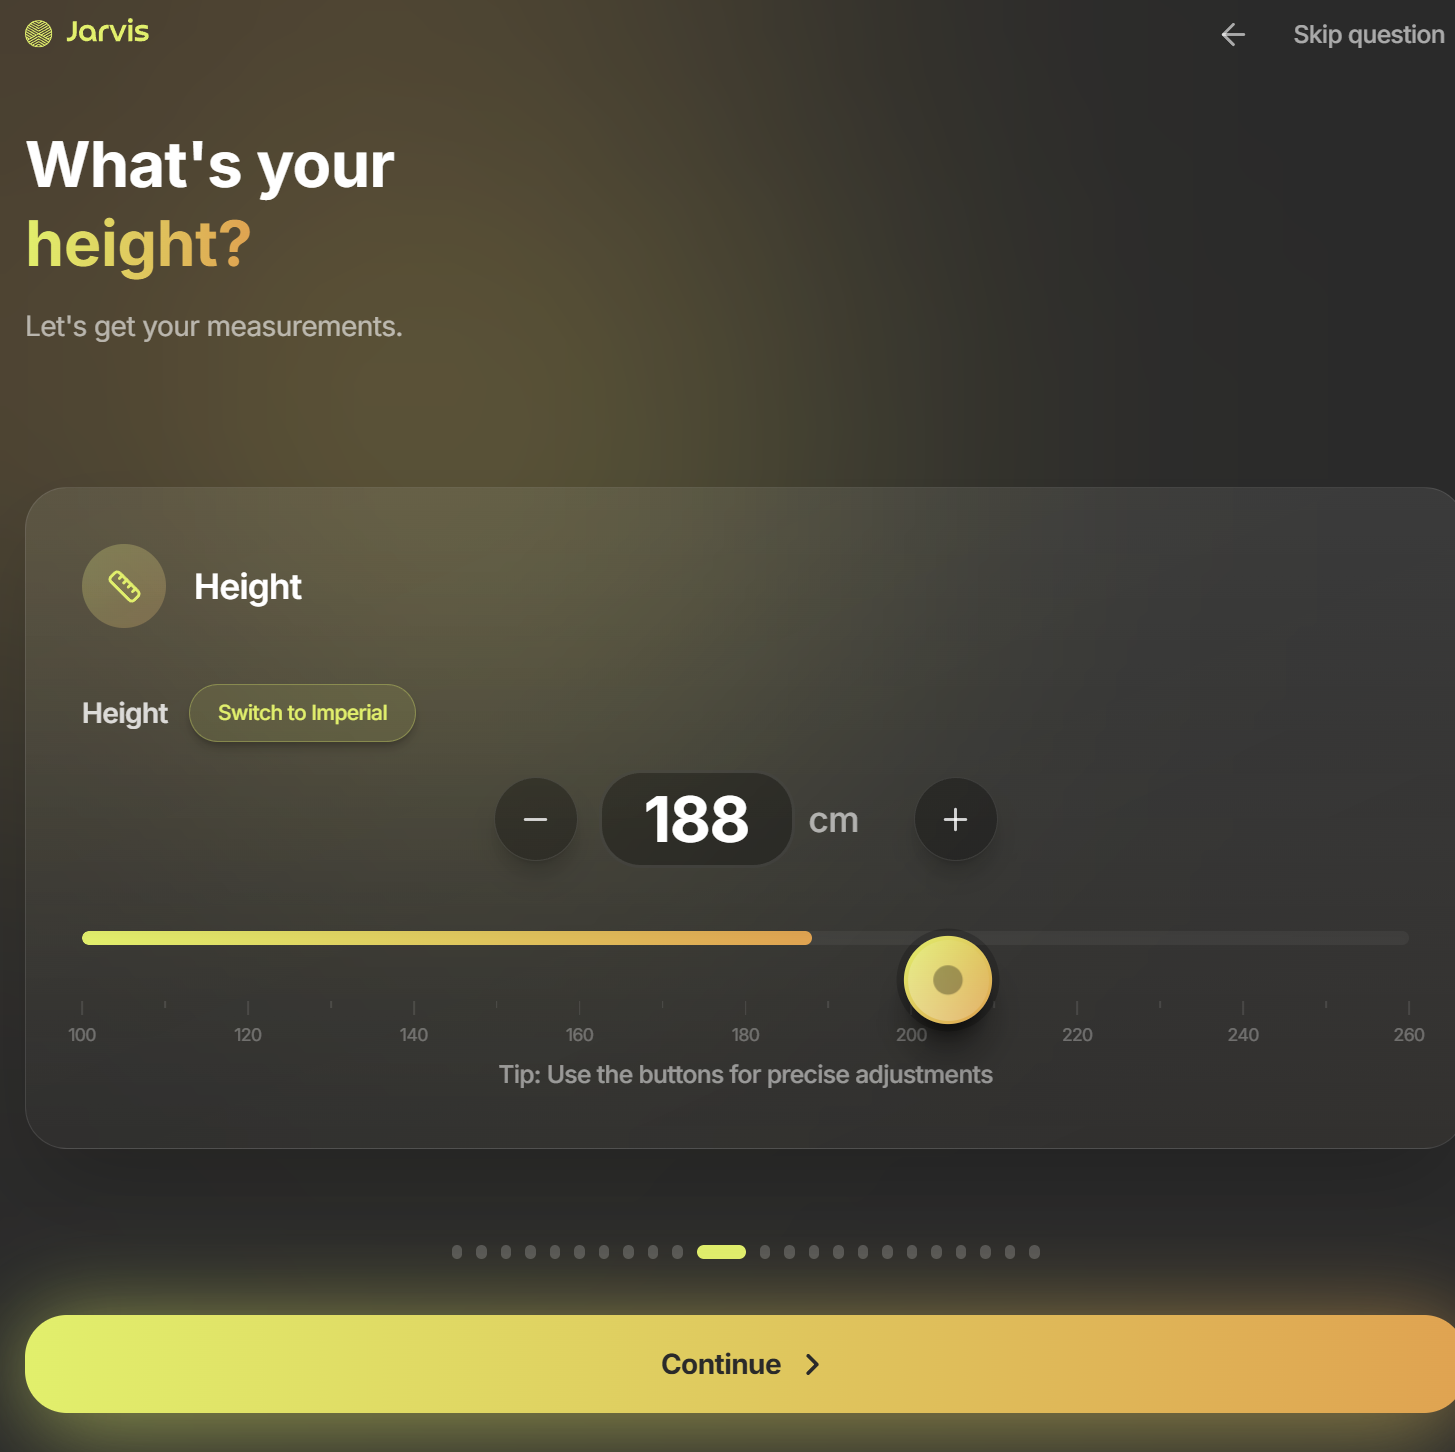 Jarvis
Skip question
What's your
height?
Let's get your measurements.
Height
Height
Switch to Imperial
188 cm
100 120 140 160 180 200 220 240 260
Tip: Use the buttons for precise adjustments
Continue